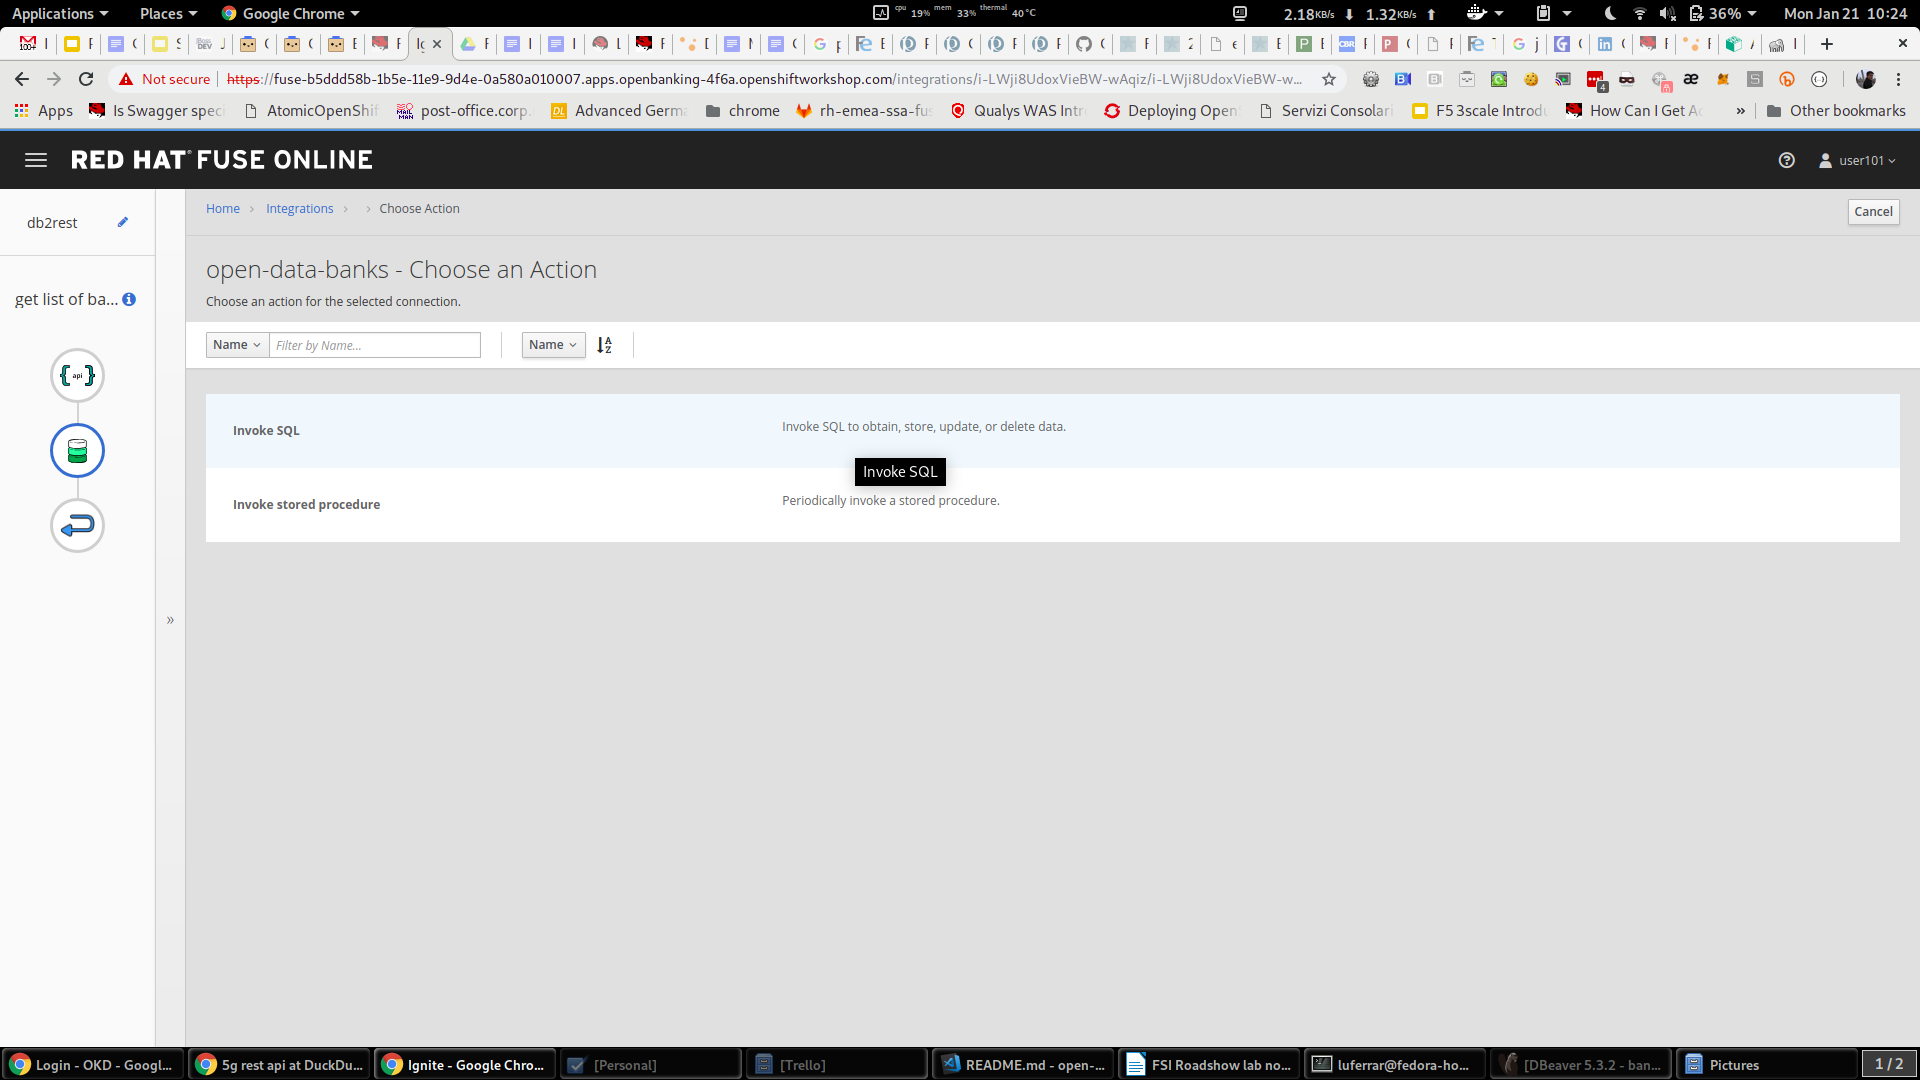 Applications Places Google Chrome cpu 19% mem 33% thermal 40°C 2.18KB/s 1.32KB/s 36% Mon Jan 21 10:24
Not secure https://fuse-b5ddd58b-1b5e-11e9-9d4e-0a580a010007.apps.openbanking-4f6a.openshiftworkshop.com/integrations/i-LWji8UdoxVieBW-wAqiz/i-LWji8UdoxVieBW-w...
Apps Is Swagger spec AtomicOpenShif post-office.corp. Advanced Germa chrome rh-emea-ssa-fus Qualys WAS Intr Deploying Open Servizi Consolari F5 3scale Introdu How Can I Get Ac » Other bookmarks
RED HAT FUSE ONLINE user101
db2rest
Home Integrations Choose Action Cancel
open-data-banks - Choose an Action
Choose an action for the selected connection.
get list of ba...
Name Filter by Name... Name
{ api }
Invoke SQL Invoke SQL to obtain, store, update, or delete data.
Invoke SQL
Invoke stored procedure Periodically invoke a stored procedure.
»
Login - OKD - Googl... 5g rest api at DuckDu... Ignite - Google Chro... [Personal] [Trello] README.md - open-... FSI Roadshow lab no... luferrar@fedora-ho... [DBeaver 5.3.2 - ban... Pictures 1 / 2